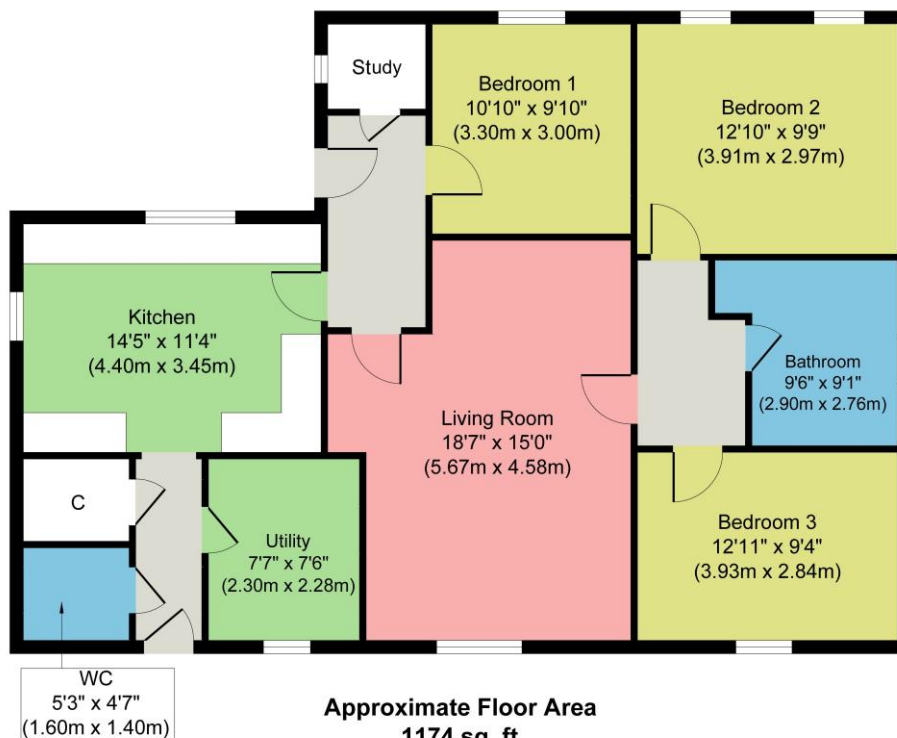 Study
Bedroom 1
10'10" x 9'10"
(3.30m x 3.00m)
Bedroom 2
12'10" x 9'9"
(3.91m x 2.97m)
Kitchen
14'5" x 11'4"
(4.40m x 3.45m)
Living Room
18'7" x 15'0"
(5.67m x 4.58m)
Bathroom
9'6" x 9'1"
(2.90m x 2.76m)
C
Utility
7'7" x 7'6"
(2.30m x 2.28m)
Bedroom 3
12'11" x 9'4"
(3.93m x 2.84m)
WC
5'3" x 4'7"
(1.60m x 1.40m)
Approximate Floor Area
1174 sq. ft